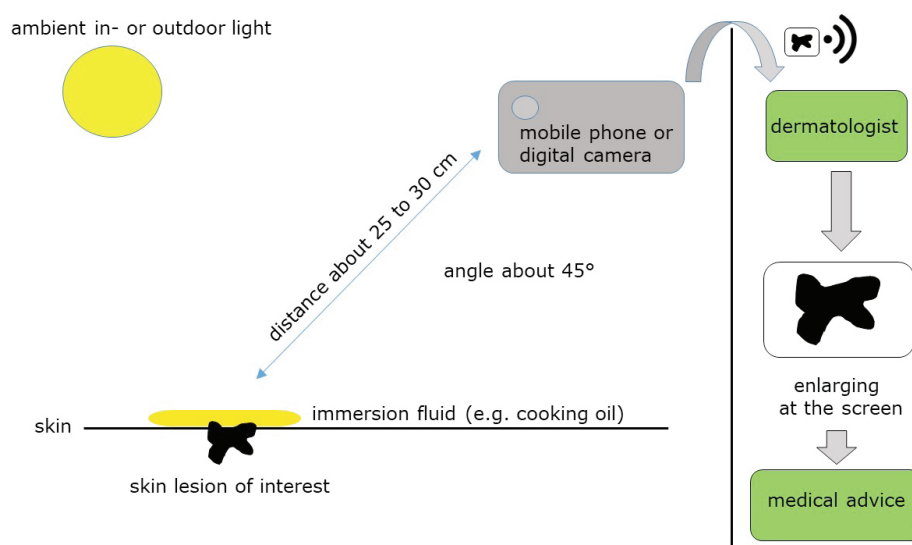 ambient in- or outdoor light
mobile phone or
digital camera
distance about 25 to 30 cm
angle about 45°
immersion fluid (e.g. cooking oil)
skin
skin lesion of interest
dermatologist
enlarging
at the screen
medical advice